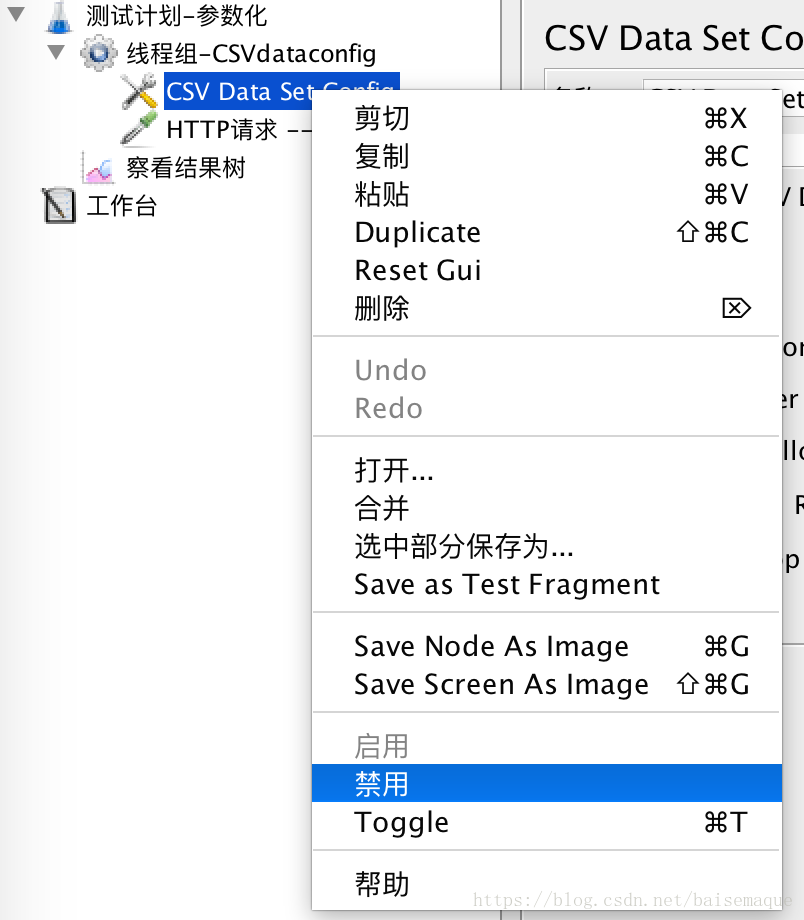 测试计划-参数化
线程组-CSVdataconfig
CSV Data Set Config
HTTP请求 --
察看结果树
工作台
CSV Data Set Co
剪切 ⌘X
复制 ⌘C
粘贴 ⌘V
Duplicate ⇧⌘C
Reset Gui
删除 ⌦
Undo
Redo
打开...
合并
选中部分保存为...
Save as Test Fragment
Save Node As Image ⌘G
Save Screen As Image ⇧⌘G
启用
禁用
Toggle ⌘T
帮助
https://blog.csdn.net/baisemaque